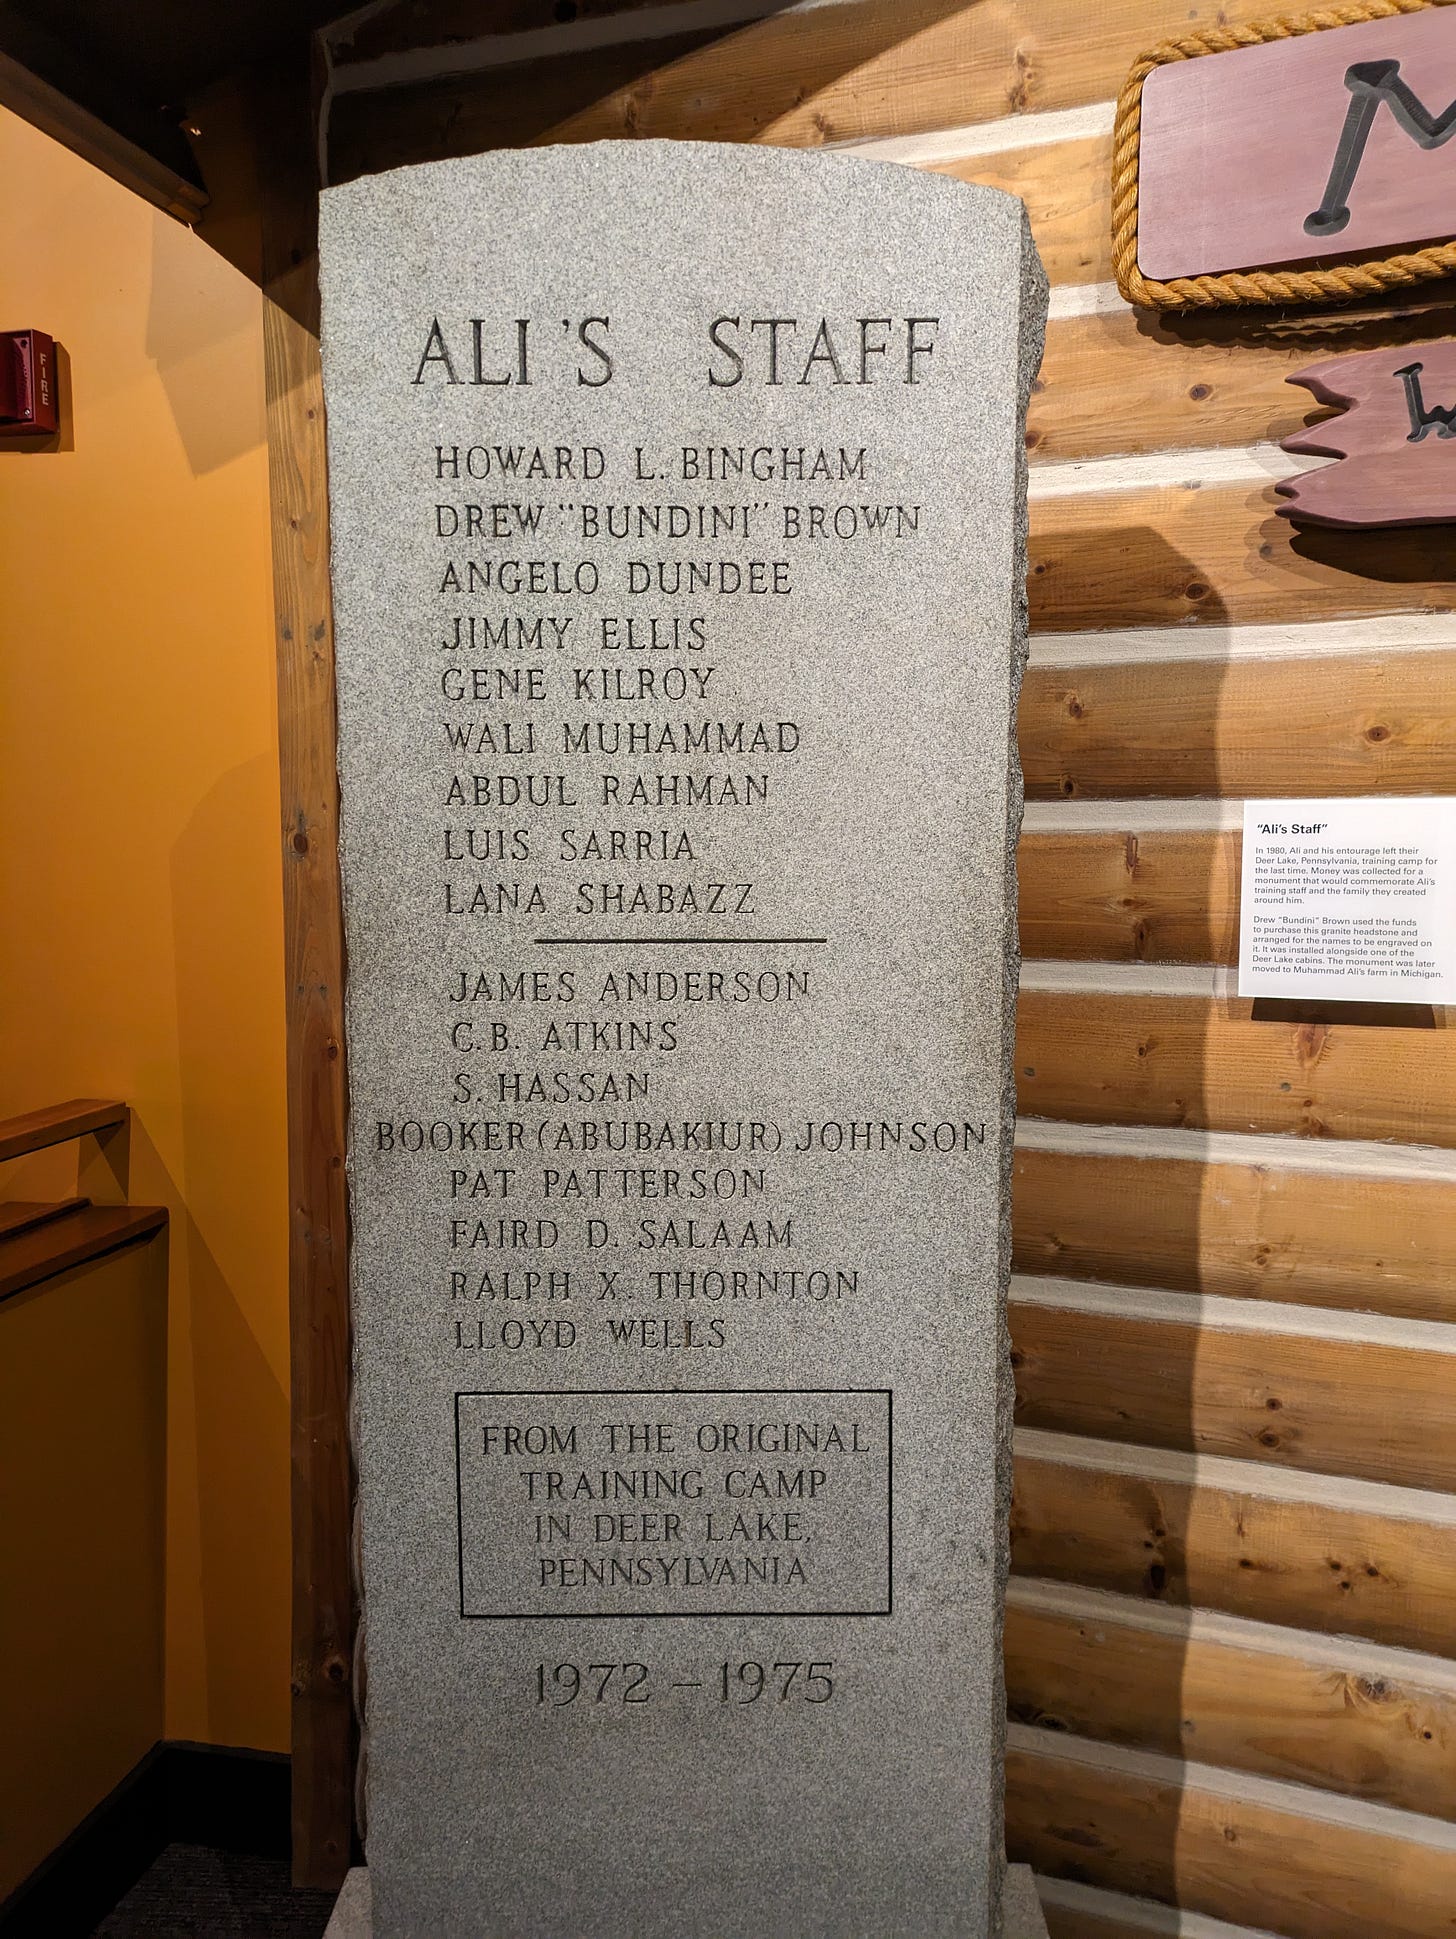 ALI'S STAFF
HOWARD L. BINGHAM
DREW "BUNDINI" BROWN
ANGELO DUNDEE
JIMMY ELLIS
GENE KILROY
WALI MUHAMMAD
ABDUL RAHMAN
LUIS SARRIA
LANA SHABAZZ
JAMES ANDERSON
C.B. ATKINS
S. HASSAN
BOOKER (ABUBAKIUR) JOHNSON
PAT PATTERSON
FAIRD D. SALAAM
RALPH X. THORNTON
LLOYD WELLS
FROM THE ORIGINAL
TRAINING CAMP
IN DEER LAKE,
PENNSYLVANIA
1972 – 1975
FIRE
M
W
"Ali's Staff"
In 1980, Ali and his entourage left their
Deer Lake, Pennsylvania, training camp for
the last time. Money was collected for a
monument that would commemorate Ali's
training staff and the family they created
around him.
Drew "Bundini" Brown used the funds
to purchase this granite headstone and
arranged for the names to be engraved on
it. It was installed alongside one of the
Deer Lake cabins. The monument was later
moved to Muhammad Ali's farm in Michigan.